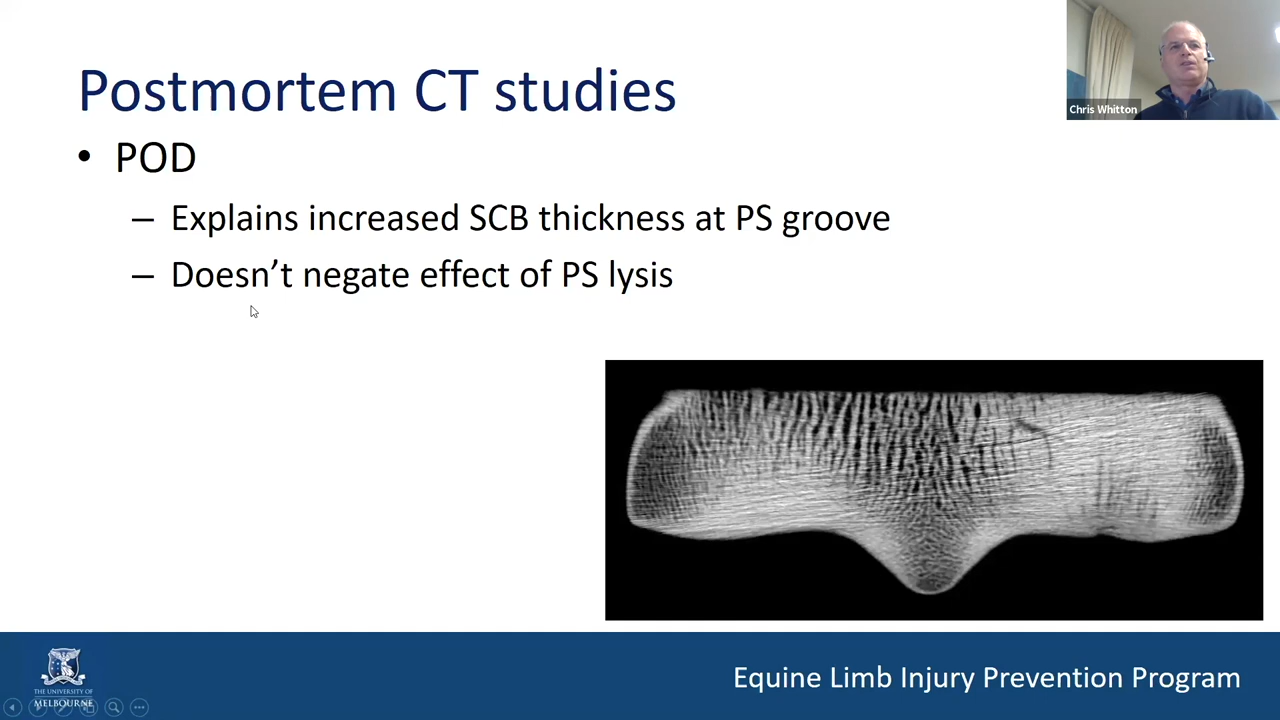 Postmortem CT studies
Chris Whitton
• POD
– Explains increased SCB thickness at PS groove
– Doesn’t negate effect of PS lysis
THE UNIVERSITY OF
MELBOURNE
Equine Limb Injury Prevention Program